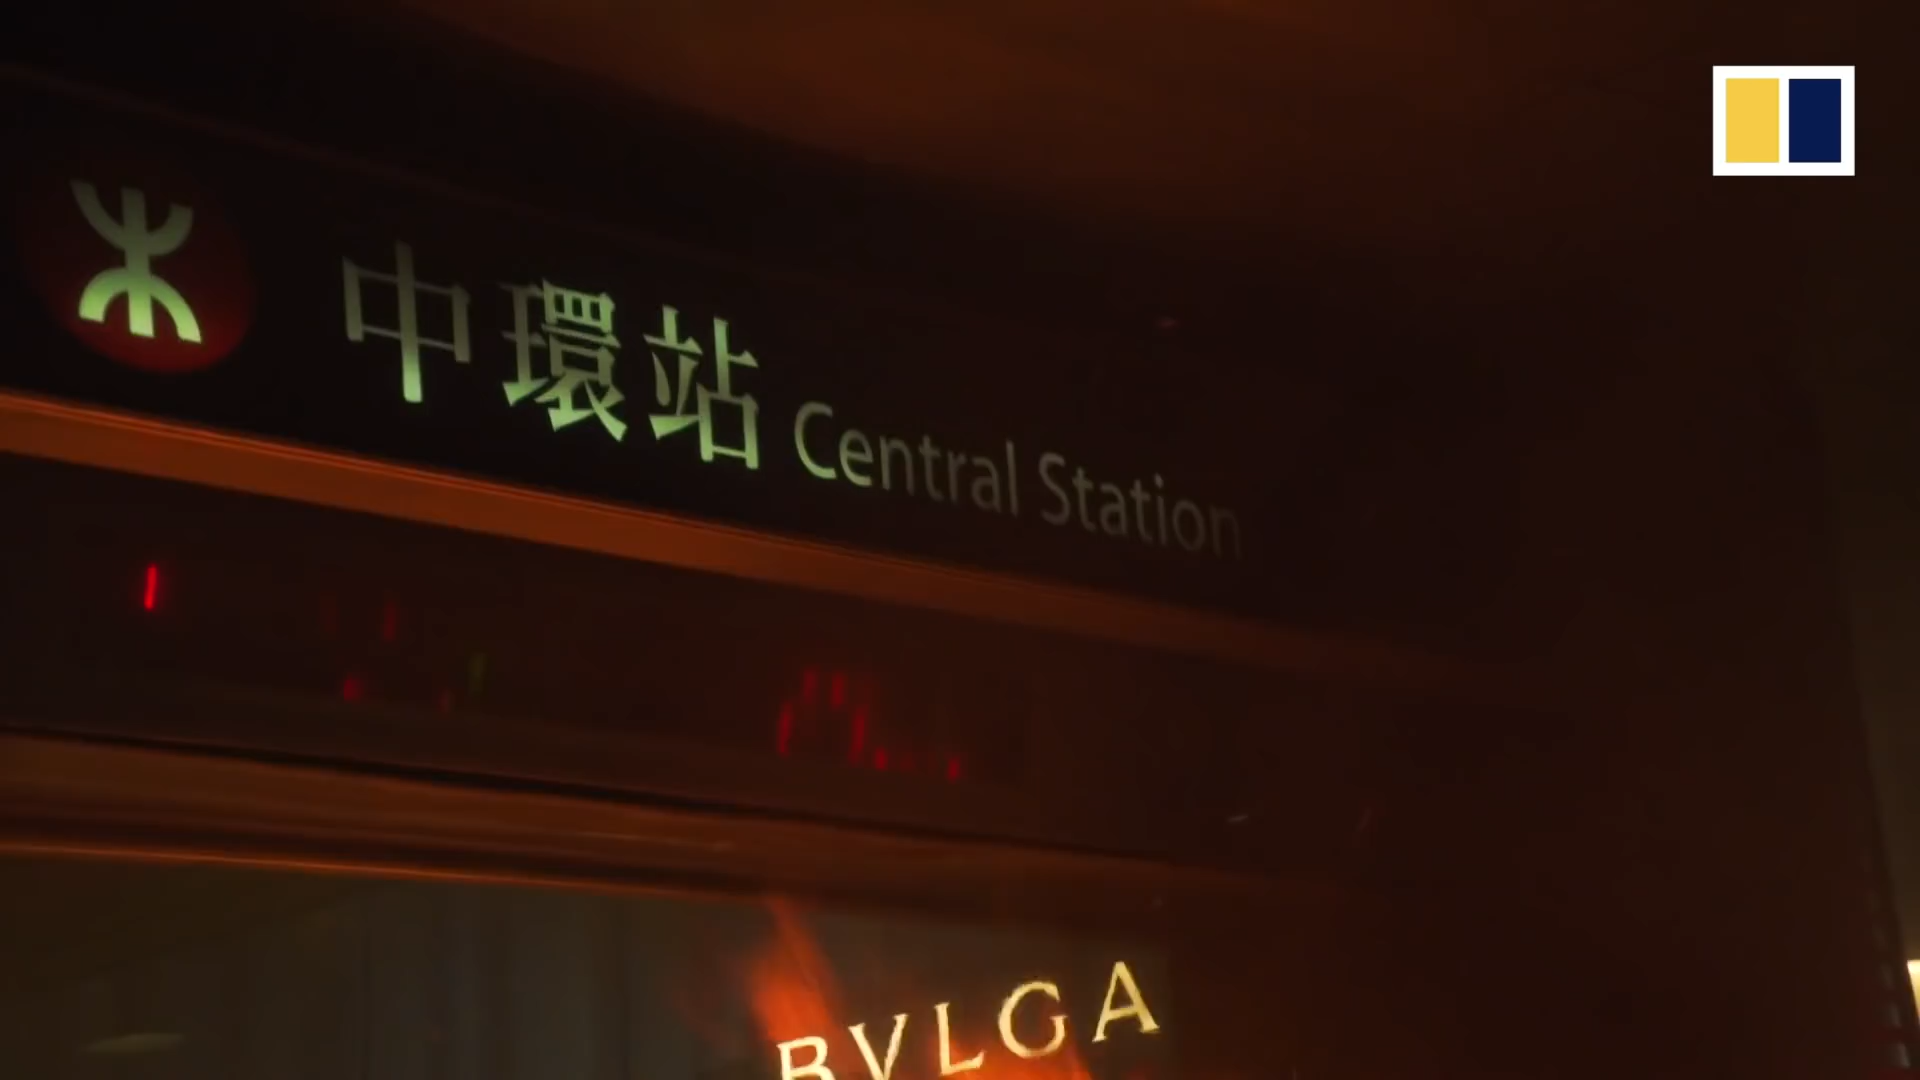 中環站 Central Station
BVLGA